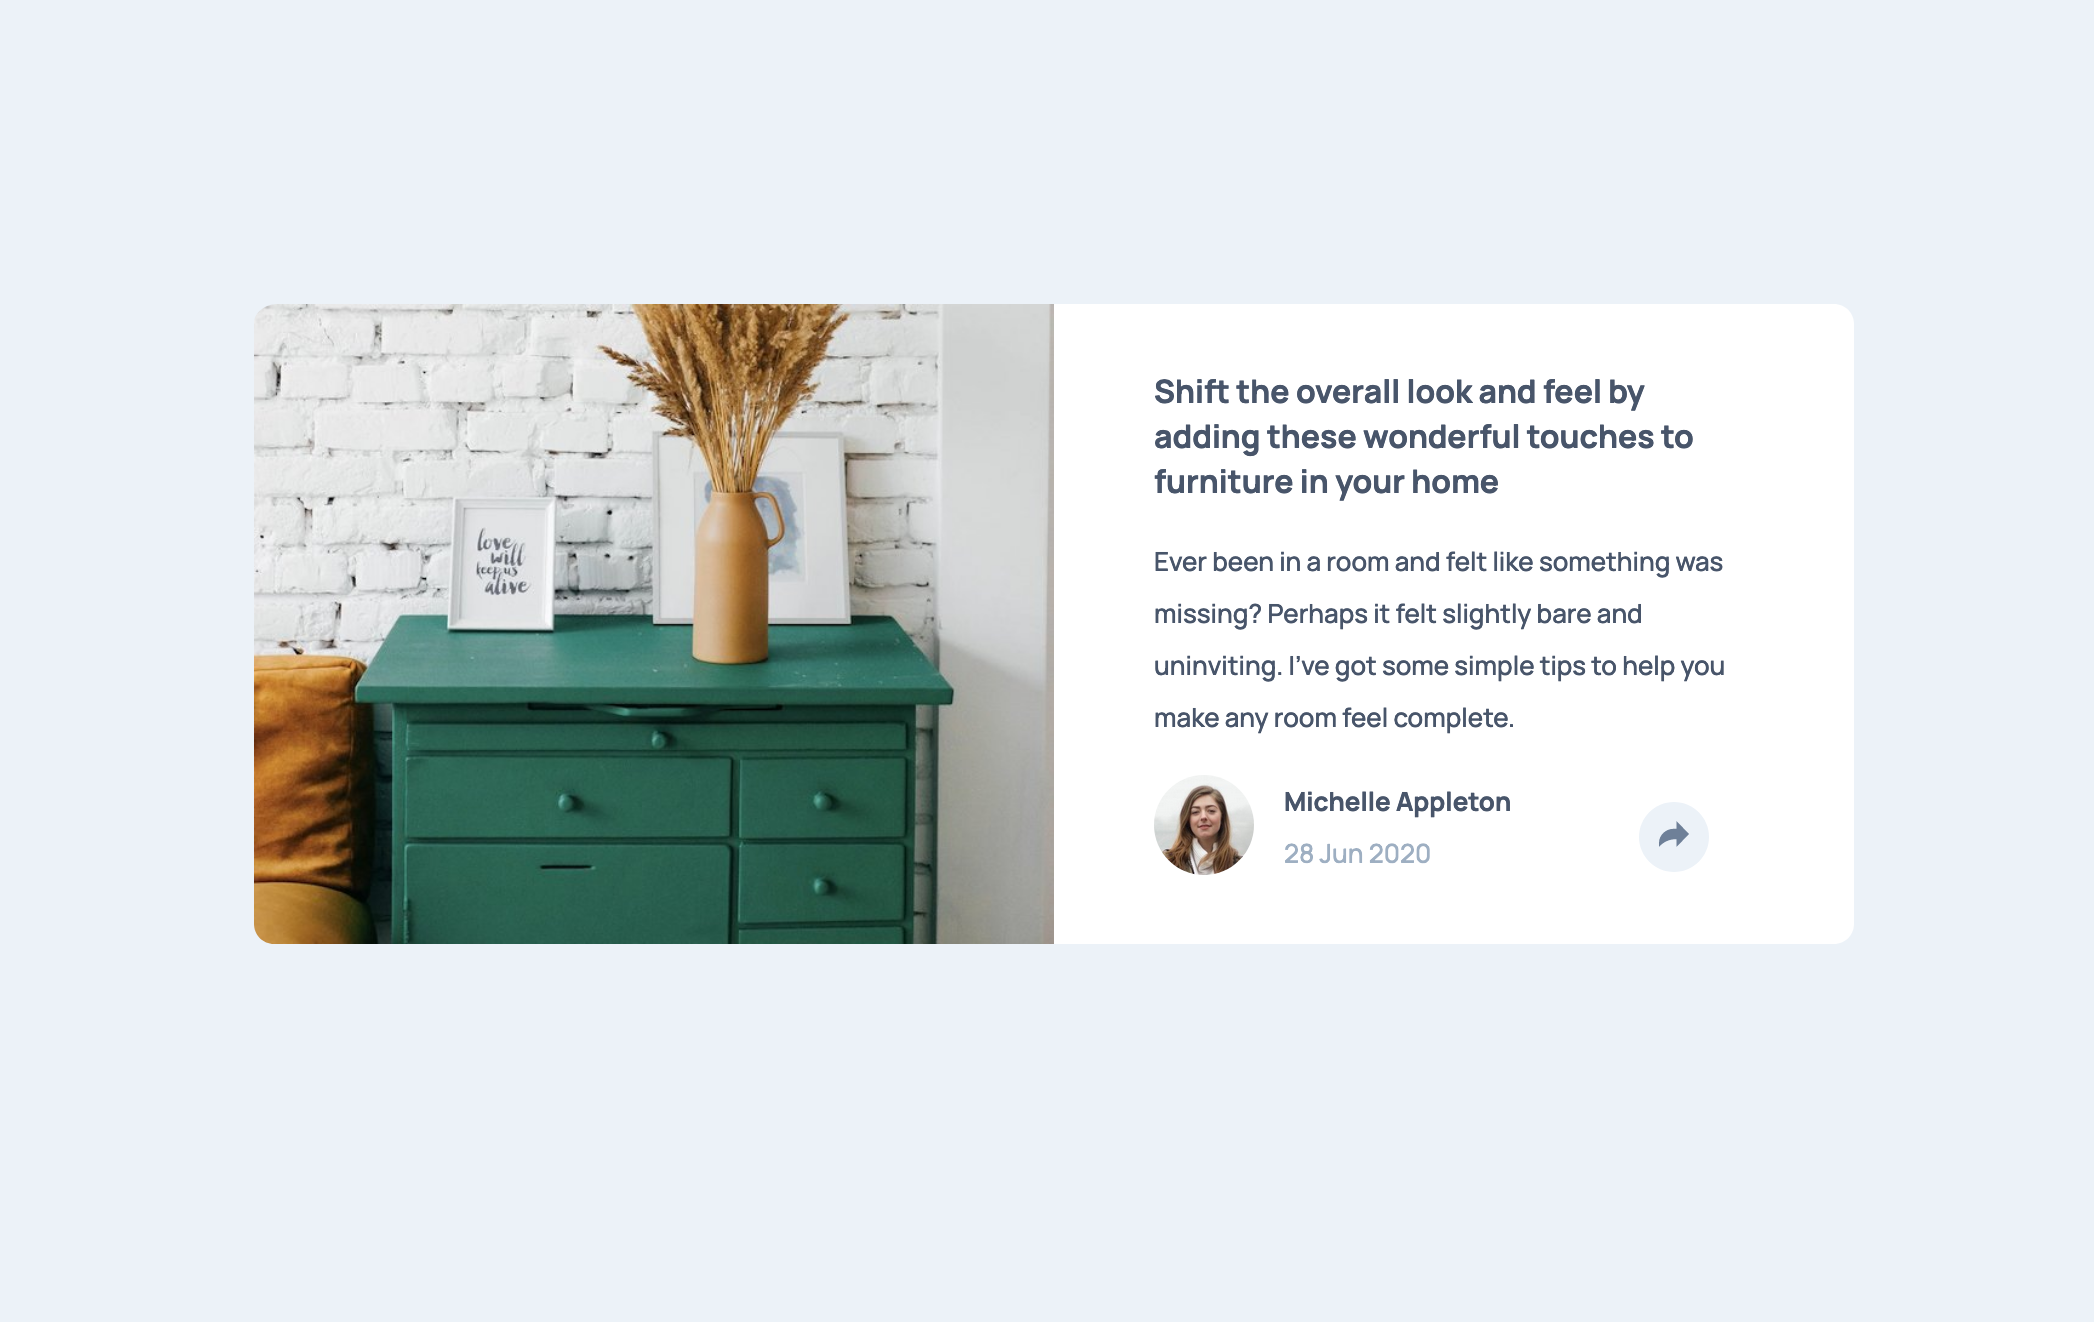 love
will
keep us
alive
Shift the overall look and feel by
adding these wonderful touches to
furniture in your home
Ever been in a room and felt like something was
missing? Perhaps it felt slightly bare and
uninviting. I’ve got some simple tips to help you
make any room feel complete.
Michelle Appleton
28 Jun 2020